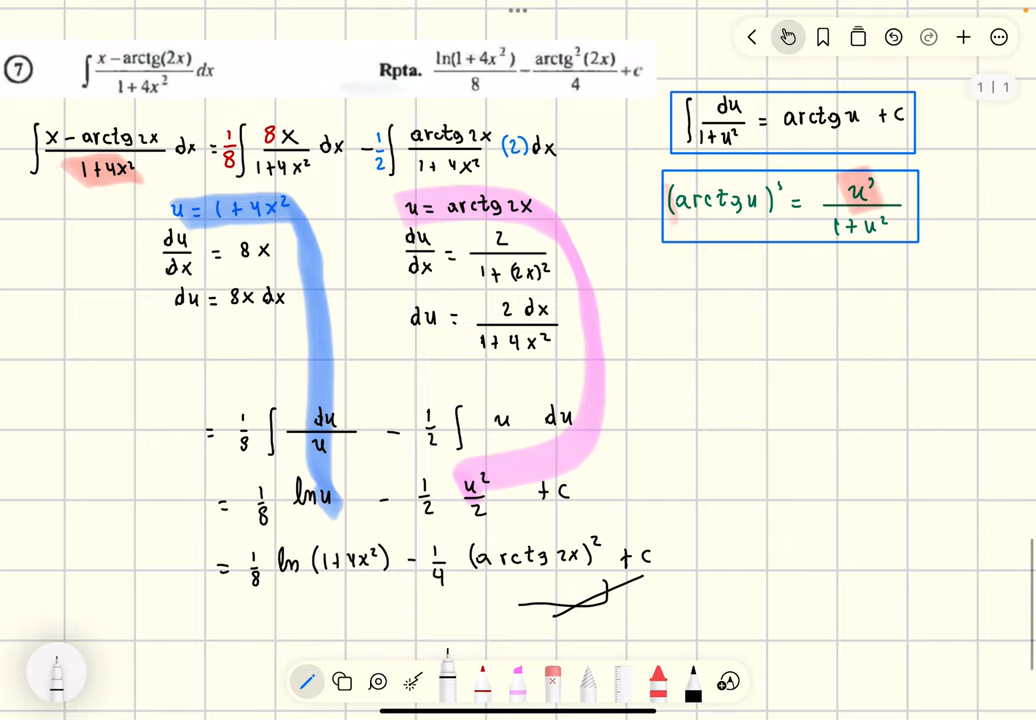 7 ∫ (x − arctg(2x))/(1 + 4x²) dx Rpta. ln(1 + 4x²)/8 − arctg²(2x)/4 + c
1 | 1
∫ (x − arctg 2x)/(1 + 4x²) dx = 1/8 ∫ 8x/(1 + 4x²) dx − 1/2 ∫ arctg 2x/(1 + 4x²) (2) dx
∫ du/(1 + u²) = arctg u + c
(arctg u)' = u'/(1 + u²)
u = 1 + 4x²
du/dx = 8x
du = 8x dx
u = arctg 2x
du/dx = 2/(1 + (2x)²)
du = 2 dx/(1 + 4x²)
= 1/8 ∫ du/u − 1/2 ∫ u du
= 1/8 ln u − 1/2 u²/2 + c
= 1/8 ln (1 + 4x²) − 1/4 (arctg 2x)² + c